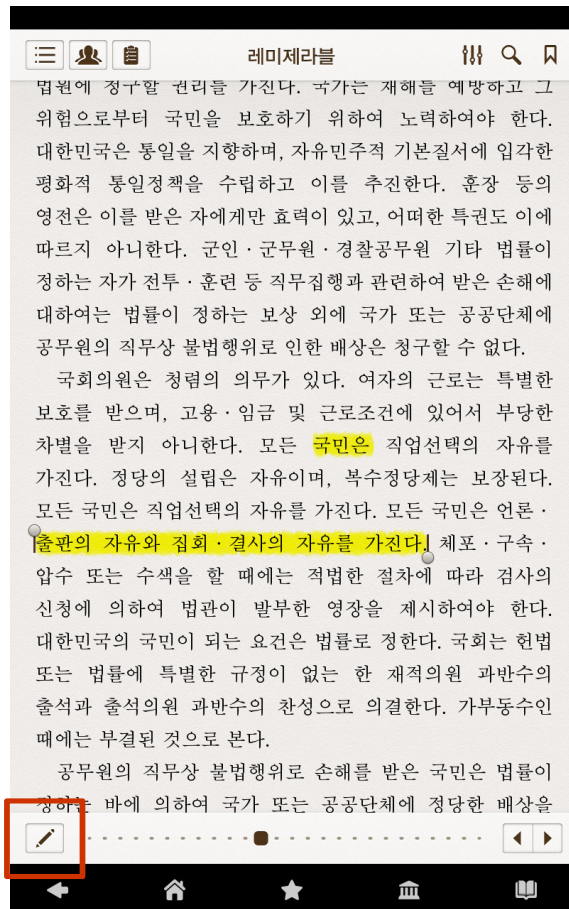 레미제라블
법원에 청구할 권리를 가진다. 국가는 재해를 예방하고 그
위험으로부터 국민을 보호하기 위하여 노력하여야 한다.
대한민국은 통일을 지향하며, 자유민주적 기본질서에 입각한
평화적 통일정책을 수립하고 이를 추진한다. 훈장 등의
영전은 이를 받은 자에게만 효력이 있고, 어떠한 특권도 이에
따르지 아니한다. 군인 · 군무원 · 경찰공무원 기타 법률이
정하는 자가 전투 · 훈련 등 직무집행과 관련하여 받은 손해에
대하여는 법률이 정하는 보상 외에 국가 또는 공공단체에
공무원의 직무상 불법행위로 인한 배상은 청구할 수 없다.
국회의원은 청렴의 의무가 있다. 여자의 근로는 특별한
보호를 받으며, 고용 · 임금 및 근로조건에 있어서 부당한
차별을 받지 아니한다. 모든 국민은 직업선택의 자유를
가진다. 정당의 설립은 자유이며, 복수정당제는 보장된다.
모든 국민은 직업선택의 자유를 가진다. 모든 국민은 언론 ·
출판의 자유와 집회 · 결사의 자유를 가진다. 체포 · 구속 ·
압수 또는 수색을 할 때에는 적법한 절차에 따라 검사의
신청에 의하여 법관이 발부한 영장을 제시하여야 한다.
대한민국의 국민이 되는 요건은 법률로 정한다. 국회는 헌법
또는 법률에 특별한 규정이 없는 한 재적의원 과반수의
출석과 출석의원 과반수의 찬성으로 의결한다. 가부동수인
때에는 부결된 것으로 본다.
공무원의 직무상 불법행위로 손해를 받은 국민은 법률이
정하는 바에 의하여 국가 또는 공공단체에 정당한 배상을